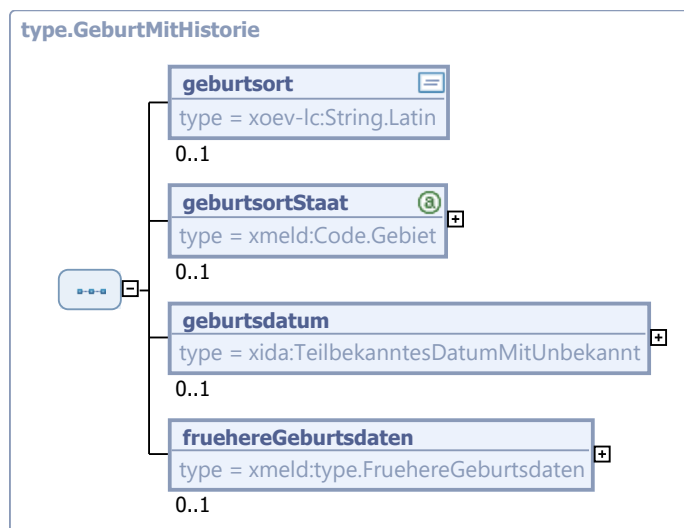 type.GeburtMitHistorie
geburtsort
type = xoev-lc:String.Latin
0..1
geburtsortStaat
type = xmeld:Code.Gebiet
0..1
geburtsdatum
type = xida:TeilbekanntesDatumMitUnbekannt
0..1
fruehereGeburtsdaten
type = xmeld:type.FruehereGeburtsdaten
0..1